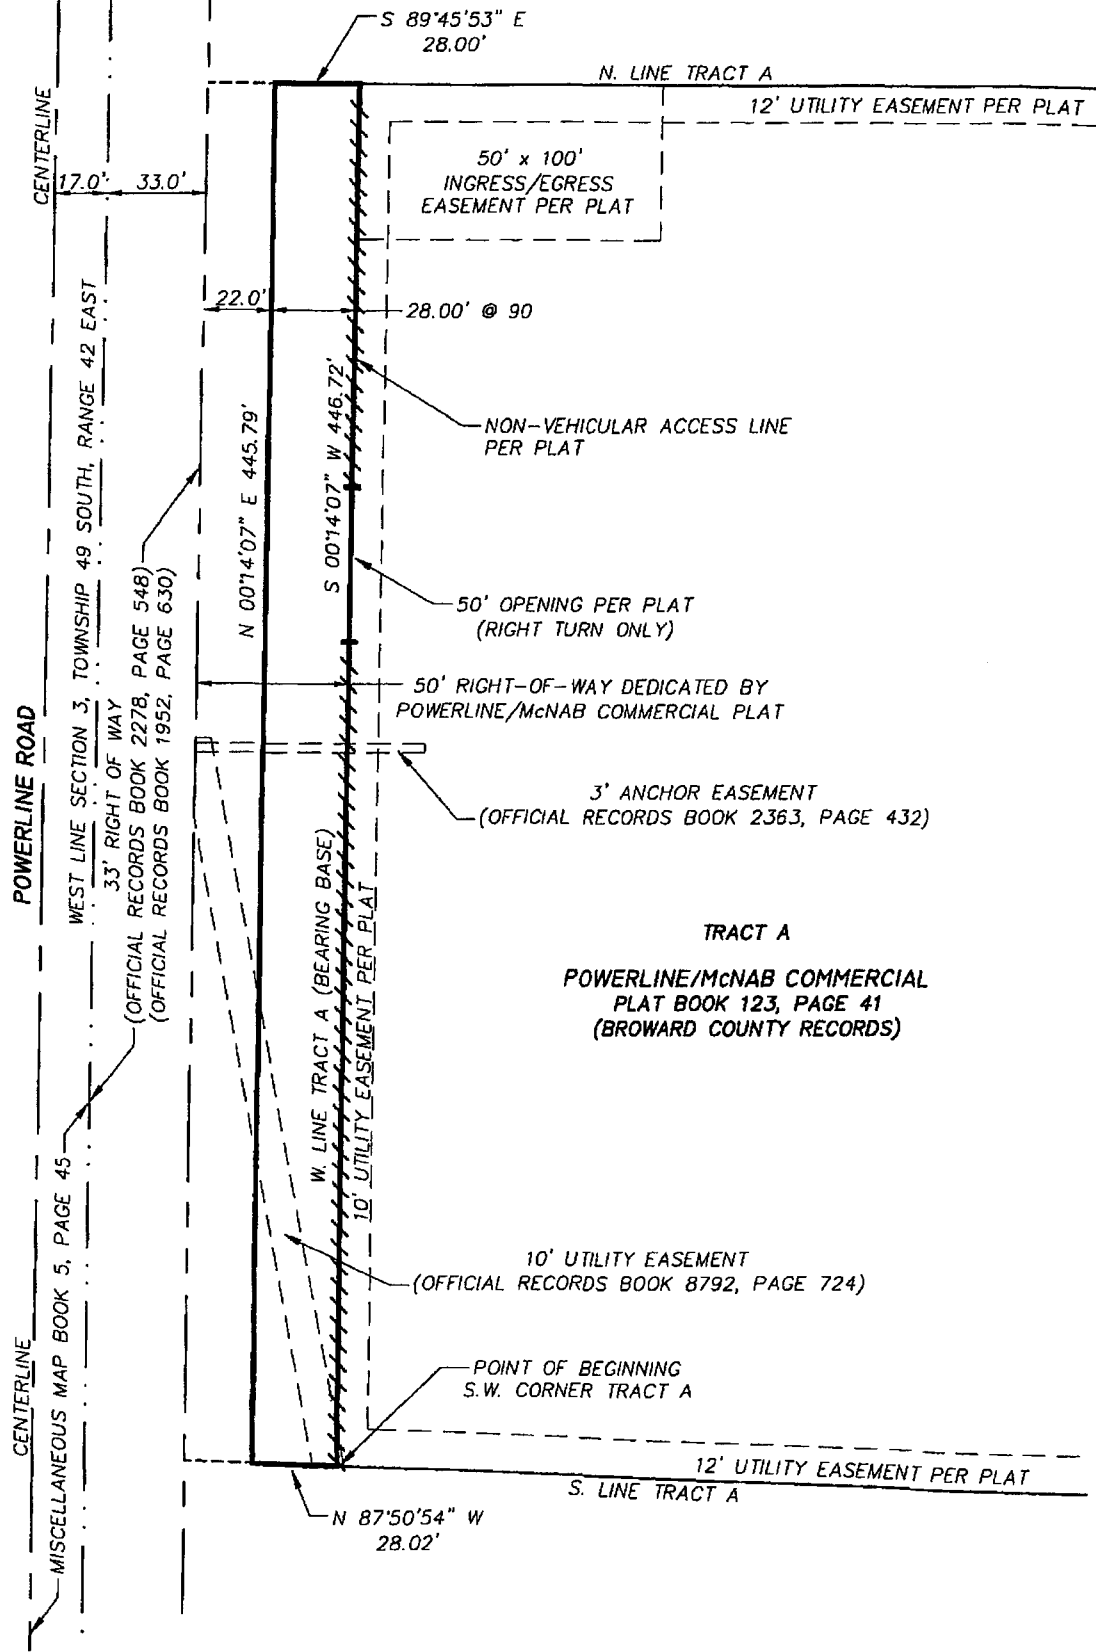 S 89°45'53" E
28.00'
N. LINE TRACT A
12' UTILITY EASEMENT PER PLAT
CENTERLINE
17.0'
33.0'
50' x 100'
INGRESS/EGRESS
EASEMENT PER PLAT
22.0'
28.00' @ 90
NON-VEHICULAR ACCESS LINE
PER PLAT
N 00°14'07" E 445.79'
S 00°14'07" W 446.72'
50' OPENING PER PLAT
(RIGHT TURN ONLY)
50' RIGHT-OF-WAY DEDICATED BY
POWERLINE/McNAB COMMERCIAL PLAT
3' ANCHOR EASEMENT
(OFFICIAL RECORDS BOOK 2363, PAGE 432)
POWERLINE ROAD
WEST LINE SECTION 3, TOWNSHIP 49 SOUTH, RANGE 42 EAST
33' RIGHT OF WAY
(OFFICIAL RECORDS BOOK 2278, PAGE 548)
(OFFICIAL RECORDS BOOK 1952, PAGE 630)
W. LINE TRACT A (BEARING BASE)
10' UTILITY EASEMENT PER PLAT
TRACT A
POWERLINE/McNAB COMMERCIAL
PLAT BOOK 123, PAGE 41
(BROWARD COUNTY RECORDS)
10' UTILITY EASEMENT
(OFFICIAL RECORDS BOOK 8792, PAGE 724)
POINT OF BEGINNING
S.W. CORNER TRACT A
12' UTILITY EASEMENT PER PLAT
S. LINE TRACT A
N 87°50'54" W
28.02'
CENTERLINE
MISCELLANEOUS MAP BOOK 5, PAGE 45